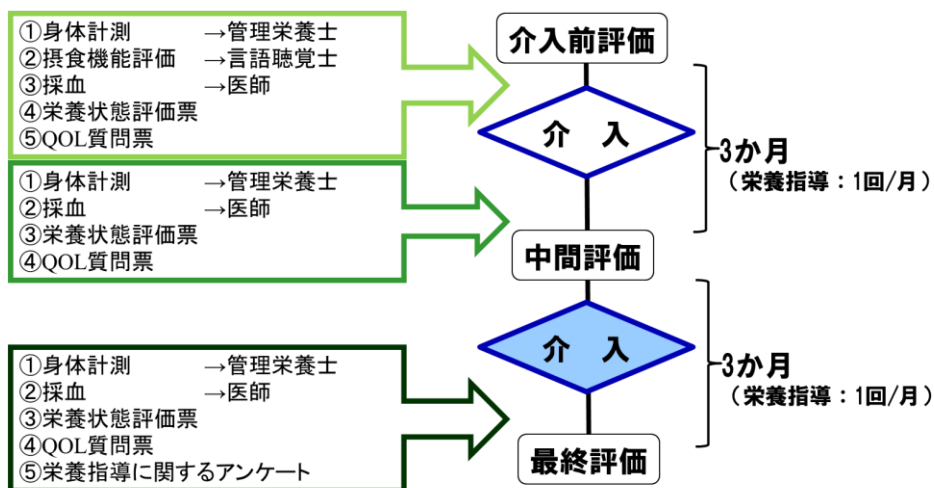 ①身体計測 →管理栄養士
②摂食機能評価 →言語聴覚士
③採血 →医師
④栄養状態評価票
⑤QOL質問票
①身体計測 →管理栄養士
②採血 →医師
③栄養状態評価票
④QOL質問票
①身体計測 →管理栄養士
②採血 →医師
③栄養状態評価票
④QOL質問票
⑤栄養指導に関するアンケート
介入前評価
介 入
3か月
（栄養指導：1回/月）
中間評価
介 入
3か月
（栄養指導：1回/月）
最終評価